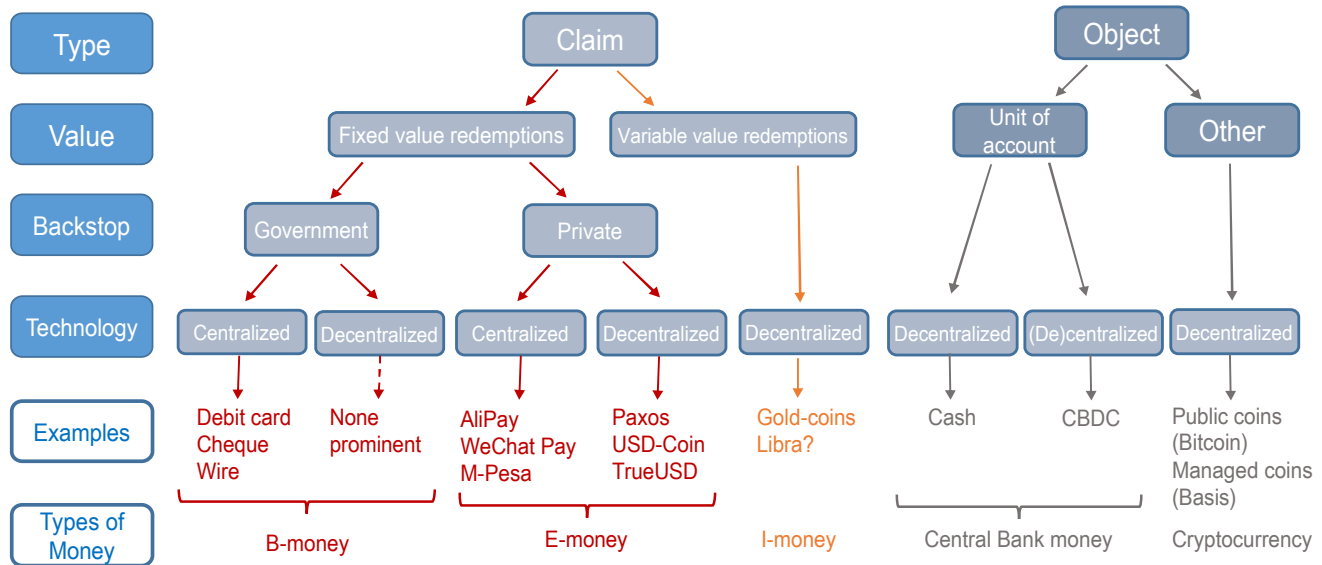 Type
Claim
Object
Value
Fixed value redemptions
Variable value redemptions
Unit of
account
Other
Backstop
Government
Private
Technology
Centralized
Decentralized
Centralized
Decentralized
Decentralized
Decentralized
(De)centralized
Decentralized
Examples
Debit card
Cheque
Wire
None
prominent
AliPay
WeChat Pay
M-Pesa
Paxos
USD-Coin
TrueUSD
Gold-coins
Libra?
Cash
CBDC
Public coins
(Bitcoin)
Managed coins
(Basis)
Types of
Money
B-money
E-money
I-money
Central Bank money
Cryptocurrency